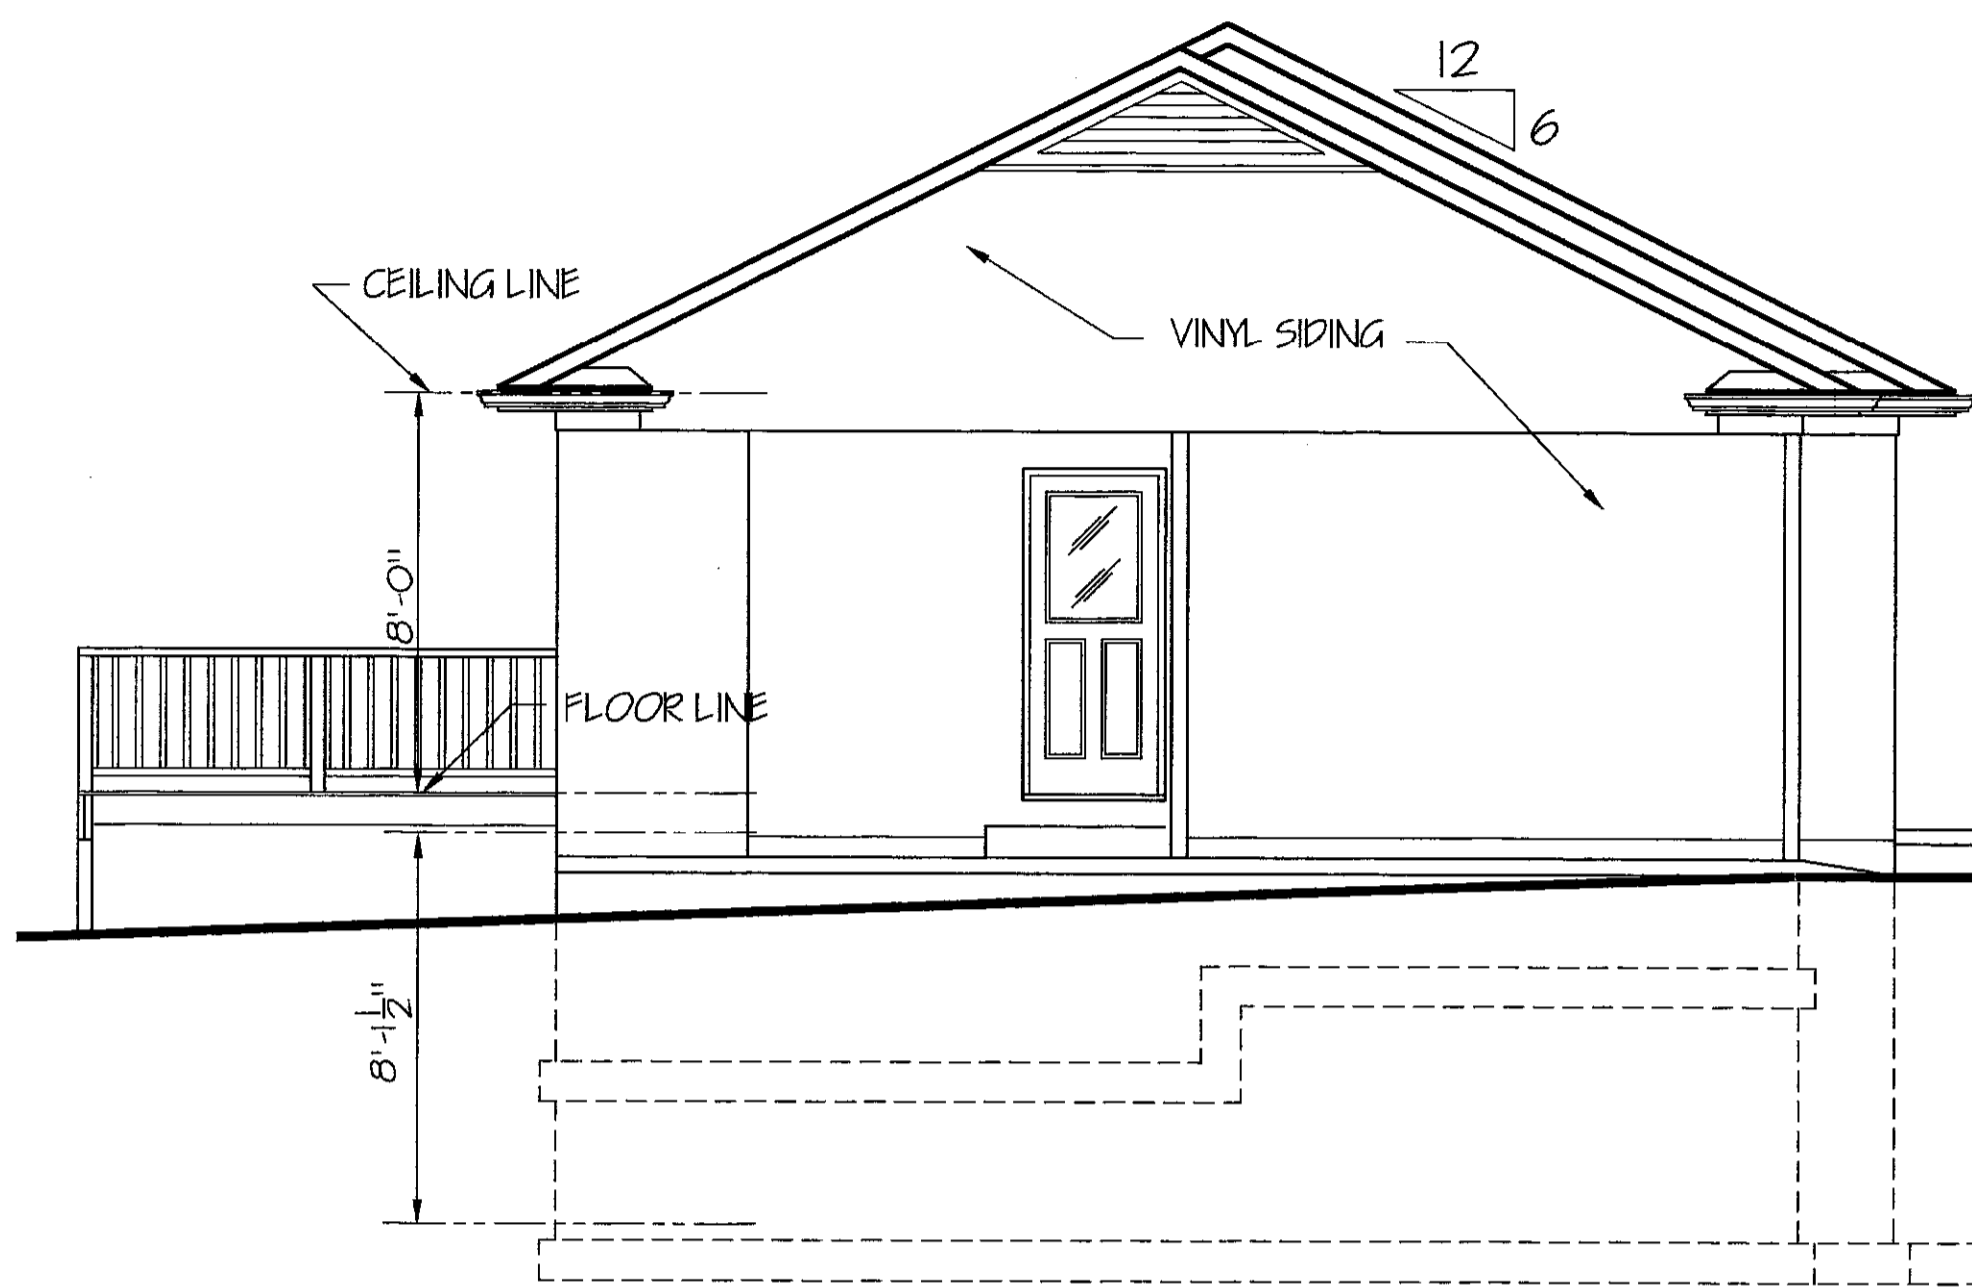 12
6
CEILING LINE
VINYL SIDING
8'-0"
FLOOR LINE
8'-1 1/2"